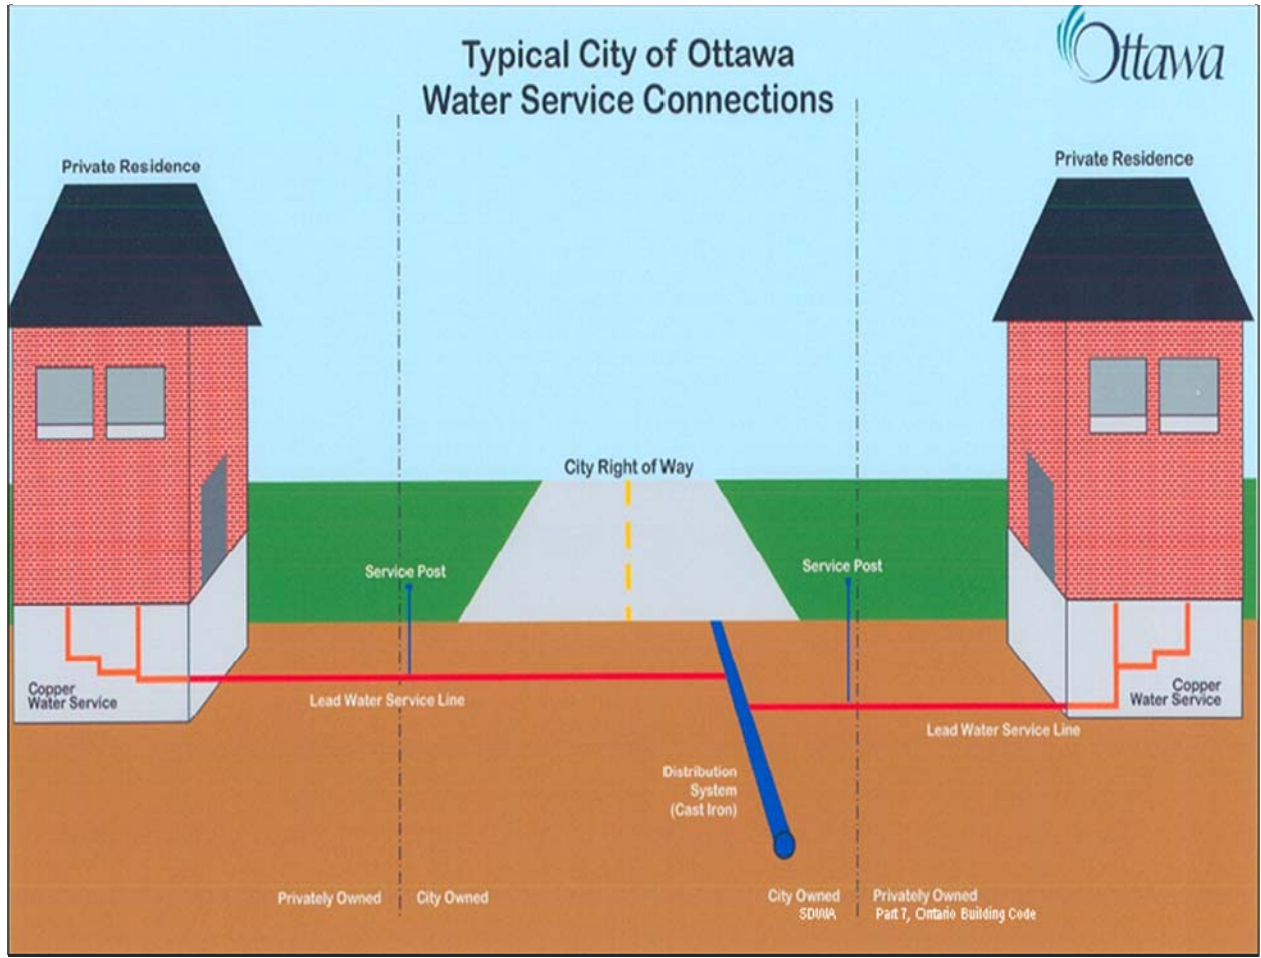 Typical City of Ottawa
Water Service Connections
Ottawa
Private Residence
Private Residence
City Right of Way
Service Post
Service Post
Copper
Water Service
Lead Water Service Line
Copper
Water Service
Lead Water Service Line
Distribution
System
(Cast Iron)
Privately Owned
City Owned
City Owned
SDWA
Privately Owned
Part 7, Ontario Building Code